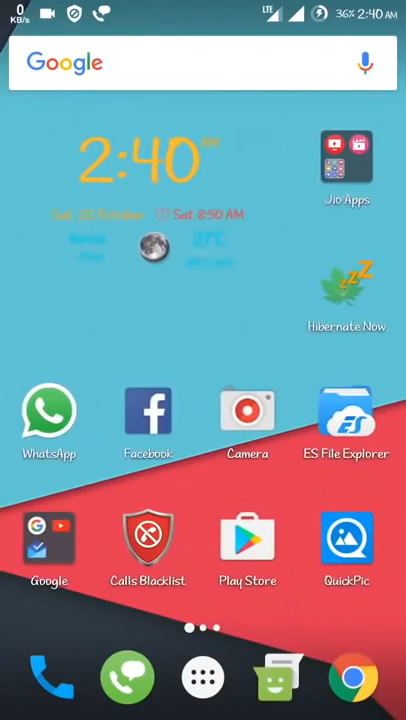 0
KB/s
LTE
36% 2:40 AM
Google
2:40 AM
Sat 8:50 AM
Jio Apps
Hibernate Now
WhatsApp
Facebook
Camera
ES File Explorer
ES
Google
Calls Blacklist
Play Store
QuickPic